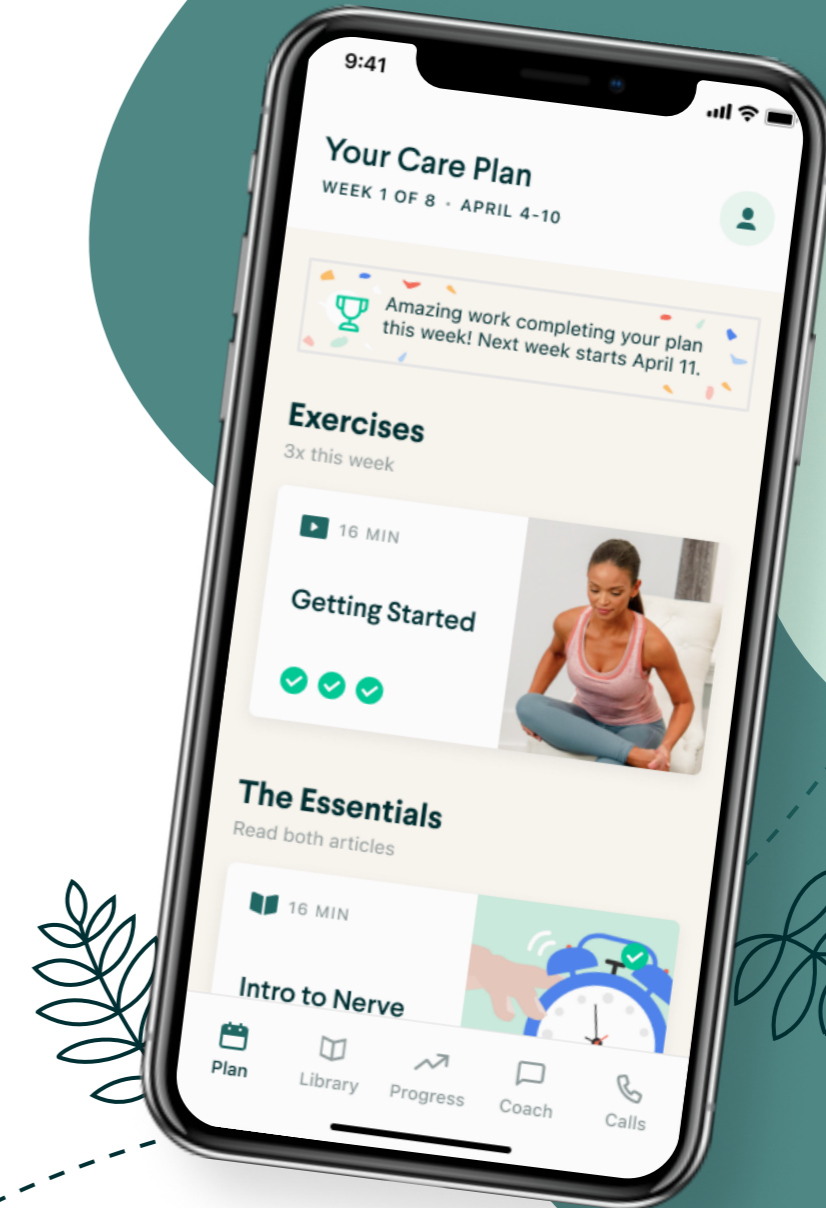 9:41
Your Care Plan
WEEK 1 OF 8 • APRIL 4-10
Amazing work completing your plan
this week! Next week starts April 11.
Exercises
3x this week
16 MIN
Getting Started
The Essentials
Read both articles
16 MIN
Intro to Nerve
Plan
Library
Progress
Coach
Calls